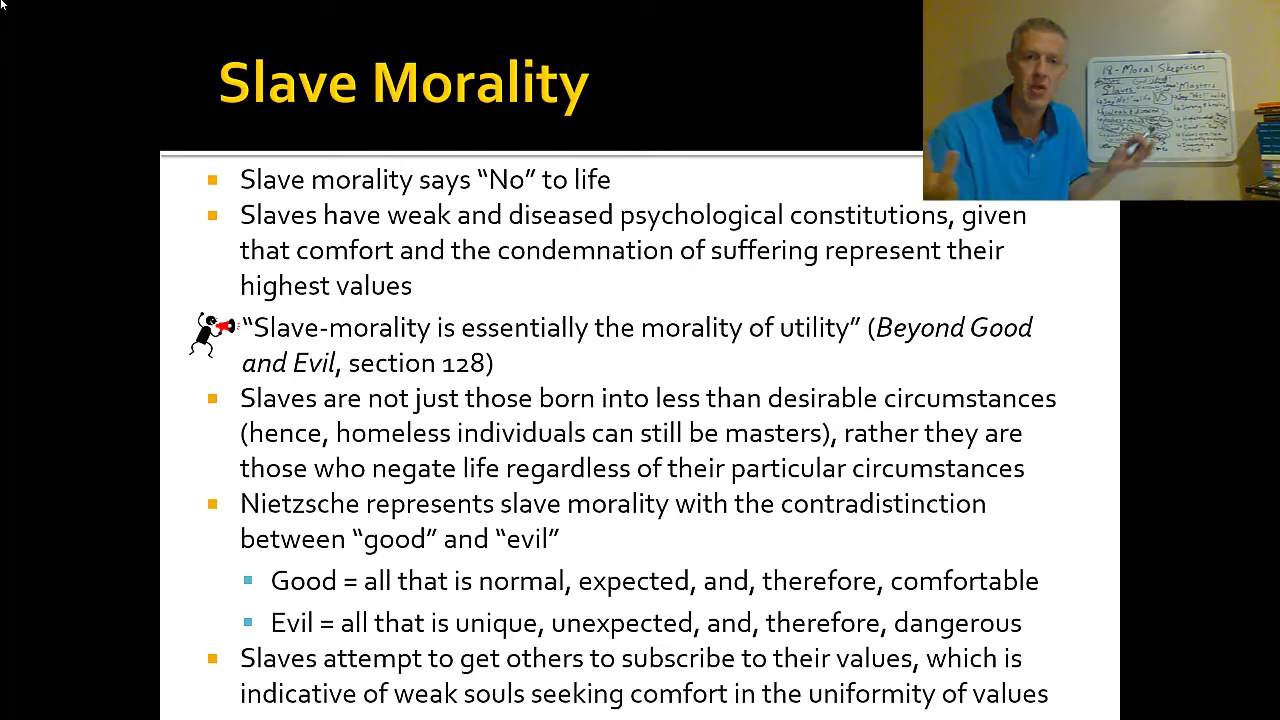 Slave Morality
18-Moral Skepticism
Slaves
VS
Masters
Slave morality says “No” to life
Slaves have weak and diseased psychological constitutions, given
that comfort and the condemnation of suffering represent their
highest values
“Slave-morality is essentially the morality of utility” (Beyond Good
and Evil, section 128)
Slaves are not just those born into less than desirable circumstances
(hence, homeless individuals can still be masters), rather they are
those who negate life regardless of their particular circumstances
Nietzsche represents slave morality with the contradistinction
between “good” and “evil”
Good = all that is normal, expected, and, therefore, comfortable
Evil = all that is unique, unexpected, and, therefore, dangerous
Slaves attempt to get others to subscribe to their values, which is
indicative of weak souls seeking comfort in the uniformity of values